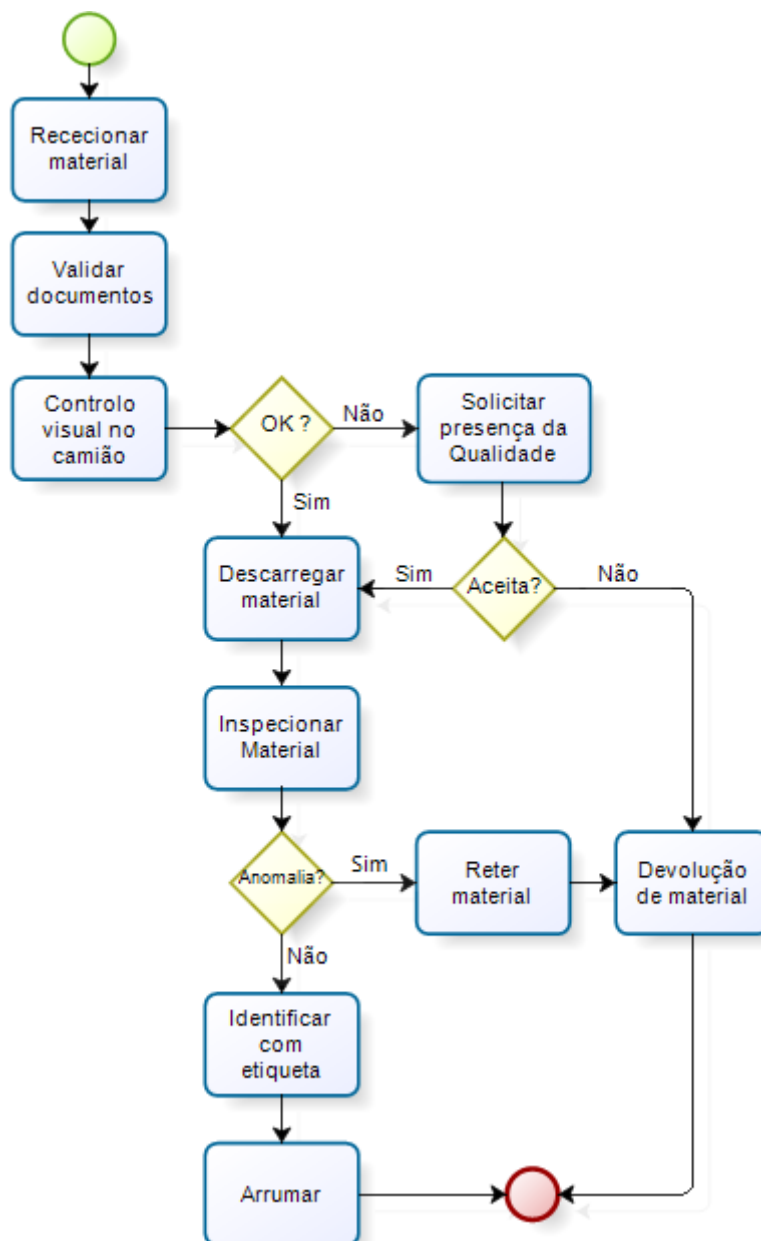 Rececionar
material
Validar
documentos
Controlo
visual no
camião
OK ?
Não
Solicitar
presença da
Qualidade
Sim
Descarregar
material
Sim
Aceita?
Não
Inspecionar
Material
Anomalia?
Sim
Reter
material
Devolução
de material
Não
Identificar
com
etiqueta
Arrumar